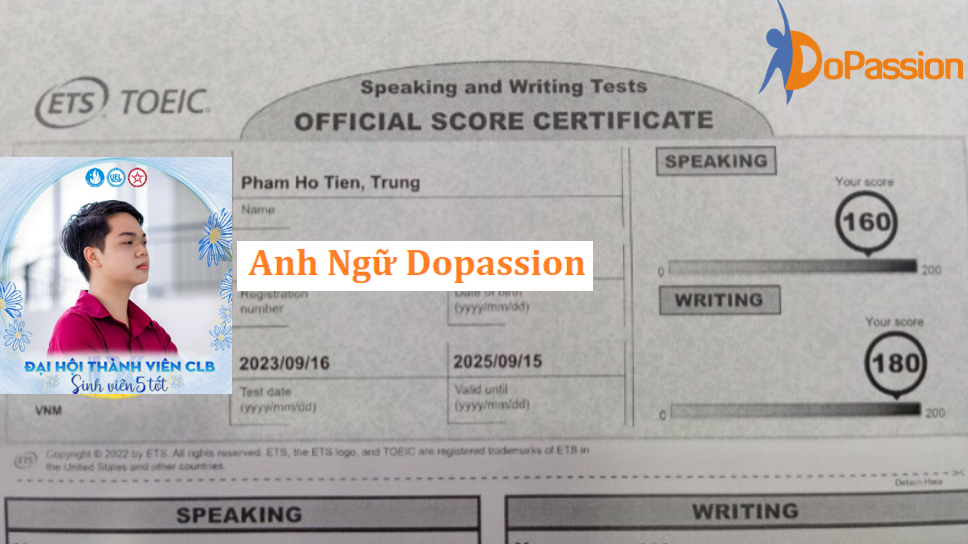 DoPassion
ETS TOEIC®
Speaking and Writing Tests
OFFICIAL SCORE CERTIFICATE
Pham Ho Tien, Trung
Name
Anh Ngữ Dopassion
Registration
number
Date of birth
(yyyy/mm/dd)
2023/09/16
Test date
(yyyy/mm/dd)
2025/09/15
Valid until
(yyyy/mm/dd)
ĐẠI HỘI THÀNH VIÊN CLB
Sinh viên 5 tốt
VNM
SPEAKING
Your score
160
0
200
WRITING
Your score
180
0
200
ETS
Copyright © 2022 by ETS. All rights reserved. ETS, the ETS logo, and TOEIC are registered trademarks of ETS in
the United States and other countries.
Detach Here
SPEAKING
WRITING